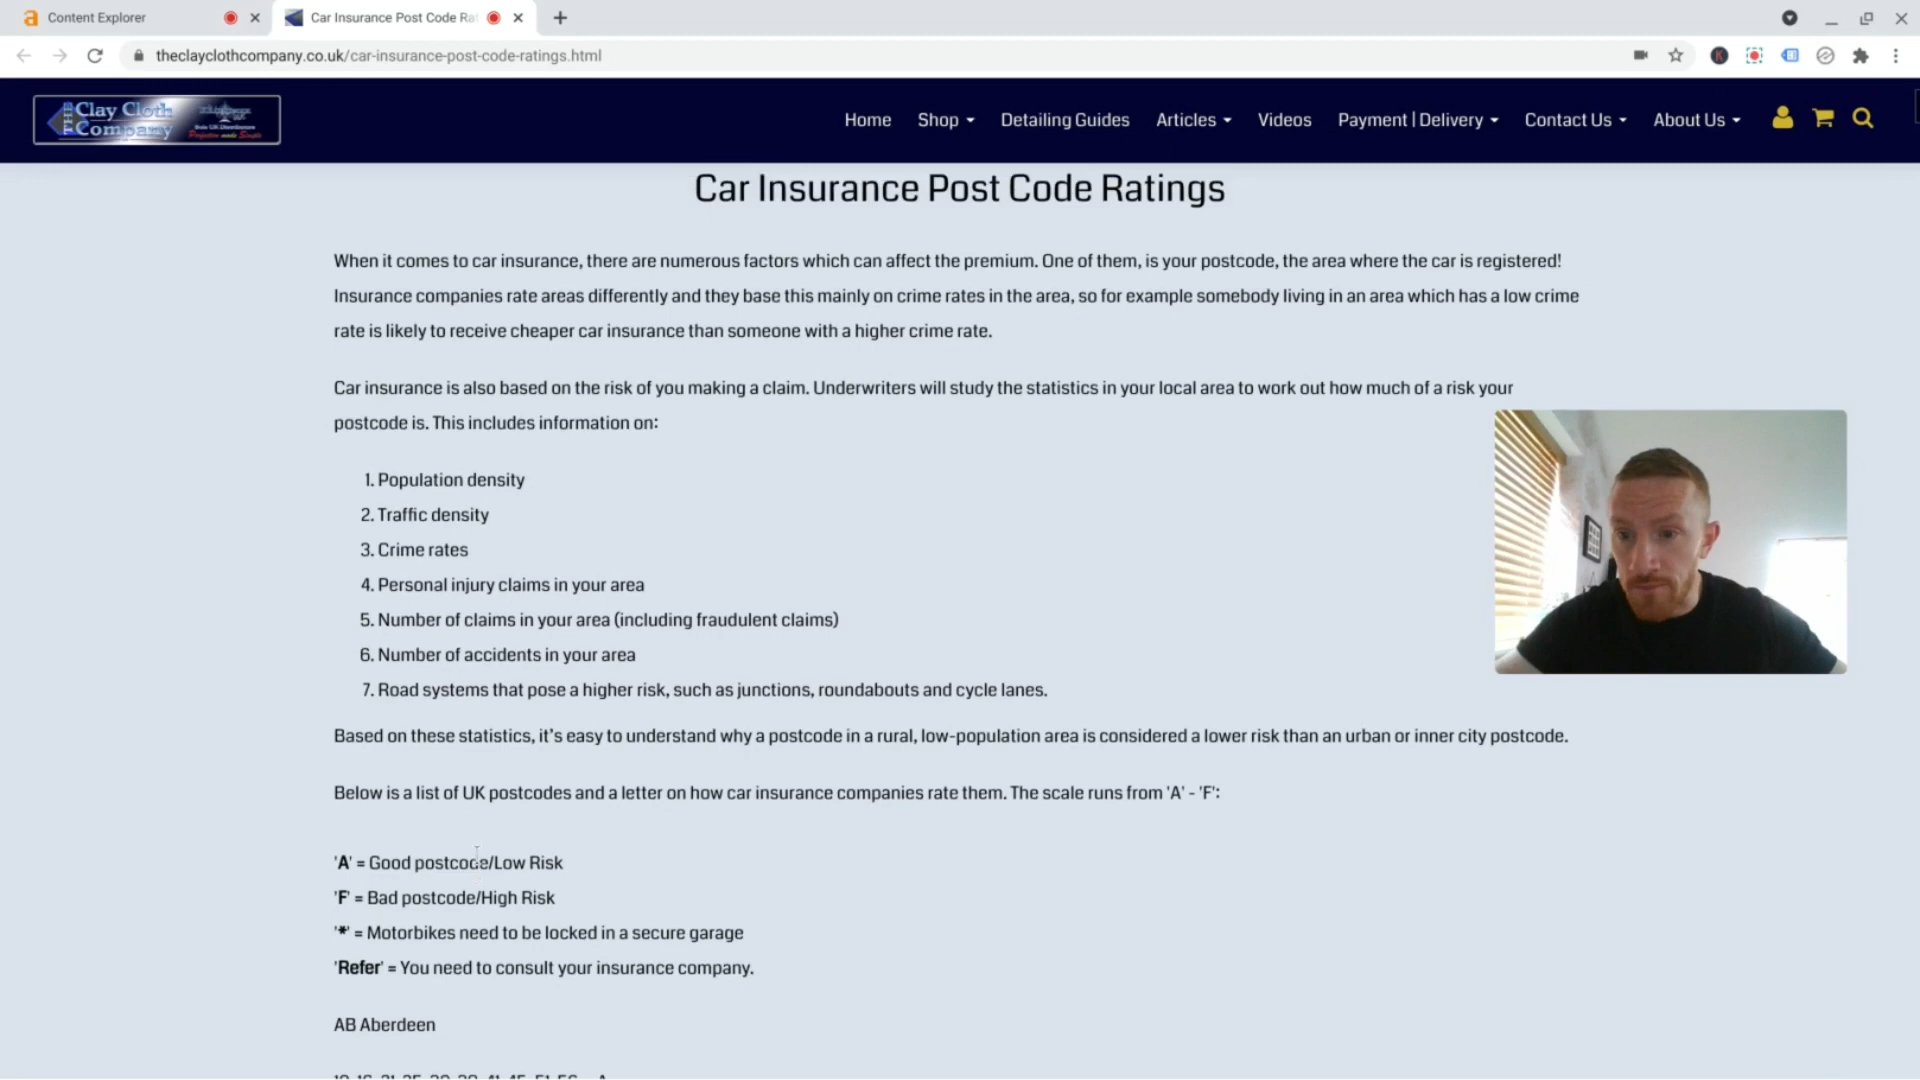 Content Explorer
Car Insurance Post Code Rat
theclayclothcompany.co.uk/car-insurance-post-code-ratings.html
THE Clay Cloth Company
Sole UK Distributors
Perfection made Simple
Home Shop Detailing Guides Articles Videos Payment | Delivery Contact Us About Us
Car Insurance Post Code Ratings
When it comes to car insurance, there are numerous factors which can affect the premium. One of them, is your postcode, the area where the car is registered!
Insurance companies rate areas differently and they base this mainly on crime rates in the area, so for example somebody living in an area which has a low crime
rate is likely to receive cheaper car insurance than someone with a higher crime rate.
Car insurance is also based on the risk of you making a claim. Underwriters will study the statistics in your local area to work out how much of a risk your
postcode is. This includes information on:
1. Population density
2. Traffic density
3. Crime rates
4. Personal injury claims in your area
5. Number of claims in your area (including fraudulent claims)
6. Number of accidents in your area
7. Road systems that pose a higher risk, such as junctions, roundabouts and cycle lanes.
Based on these statistics, it’s easy to understand why a postcode in a rural, low-population area is considered a lower risk than an urban or inner city postcode.
Below is a list of UK postcodes and a letter on how car insurance companies rate them. The scale runs from 'A' - 'F':
'A' = Good postcode/Low Risk
'F' = Bad postcode/High Risk
'*' = Motorbikes need to be locked in a secure garage
'Refer' = You need to consult your insurance company.
AB Aberdeen